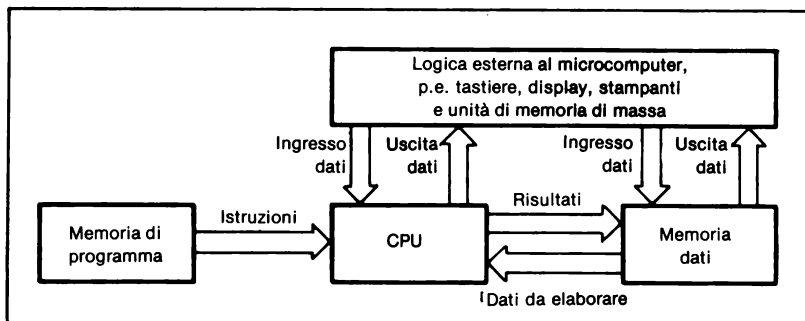 Logica esterna al microcomputer,
p.e. tastiere, display, stampanti
e unità di memoria di massa
Ingresso
dati
Uscita
dati
Ingresso
dati
Uscita
dati
Memoria di
programma
Istruzioni
CPU
Risultati
Memoria
dati
Dati da elaborare